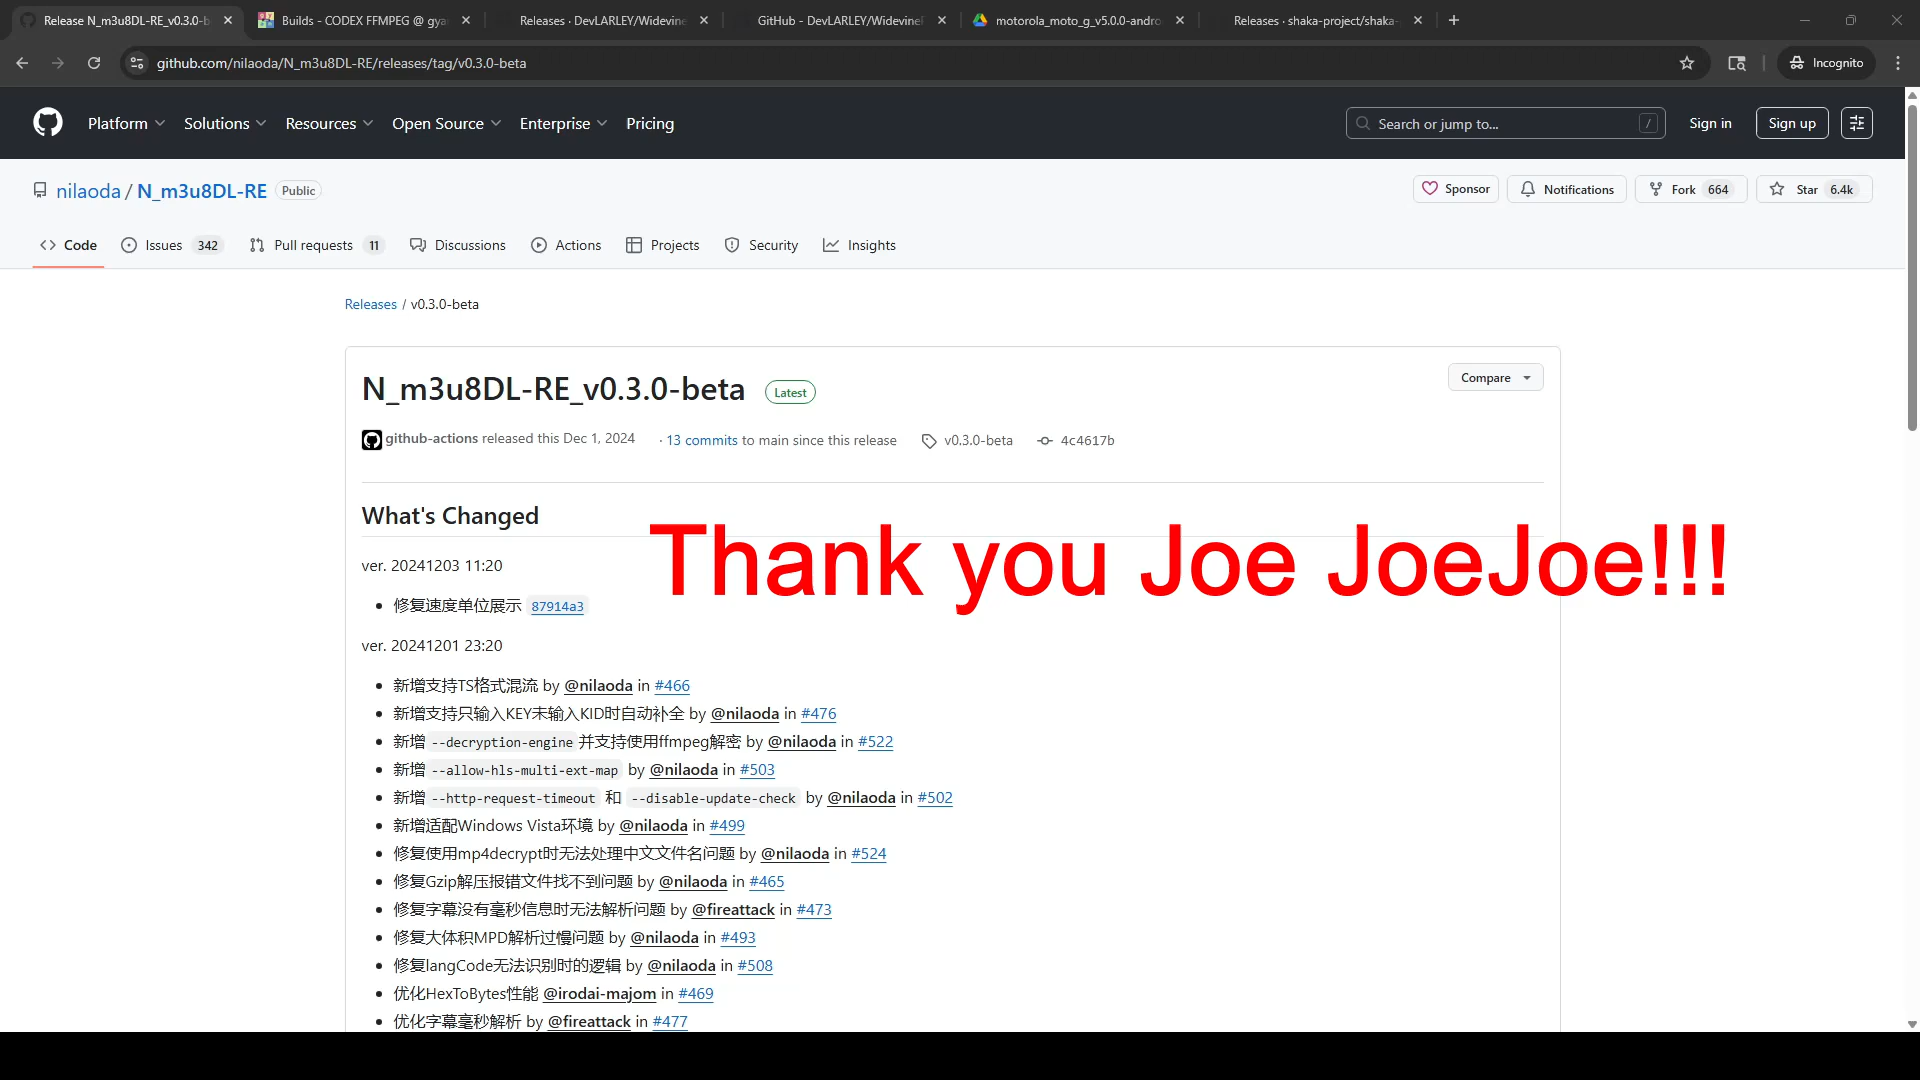 Release N_m3u8DL-RE_v0.3.0-b
Builds - CODEX FFMPEG @ gya
Releases · DevLARLEY/Widevine
GitHub - DevLARLEY/Widevine
motorola_moto_g_v5.0.0-andro
Releases · shaka-project/shaka-
github.com/nilaoda/N_m3u8DL-RE/releases/tag/v0.3.0-beta
Incognito
Platform
Solutions
Resources
Open Source
Enterprise
Pricing
Search or jump to...
/
Sign in
Sign up
nilaoda / N_m3u8DL-RE Public
Sponsor
Notifications
Fork 664
Star 6.4k
Code
Issues 342
Pull requests 11
Discussions
Actions
Projects
Security
Insights
Releases / v0.3.0-beta
N_m3u8DL-RE_v0.3.0-beta Latest
Compare
github-actions released this Dec 1, 2024 · 13 commits to main since this release v0.3.0-beta 4c4617b
What's Changed
Thank you Joe JoeJoe!!!
ver. 20241203 11:20
修复速度单位展示 87914a3
ver. 20241201 23:20
新增支持TS格式混流 by @nilaoda in #466
新增支持只输入KEY未输入KID时自动补全 by @nilaoda in #476
新增 --decryption-engine 并支持使用ffmpeg解密 by @nilaoda in #522
新增 --allow-hls-multi-ext-map by @nilaoda in #503
新增 --http-request-timeout 和 --disable-update-check by @nilaoda in #502
新增适配Windows Vista环境 by @nilaoda in #499
修复使用mp4decrypt时无法处理中文文件名问题 by @nilaoda in #524
修复Gzip解压报错文件找不到问题 by @nilaoda in #465
修复字幕没有毫秒信息时无法解析问题 by @fireattack in #473
修复大体积MPD解析过慢问题 by @nilaoda in #493
修复langCode无法识别时的逻辑 by @nilaoda in #508
优化HexToBytes性能 @irodai-majom in #469
优化字幕毫秒解析 by @fireattack in #477